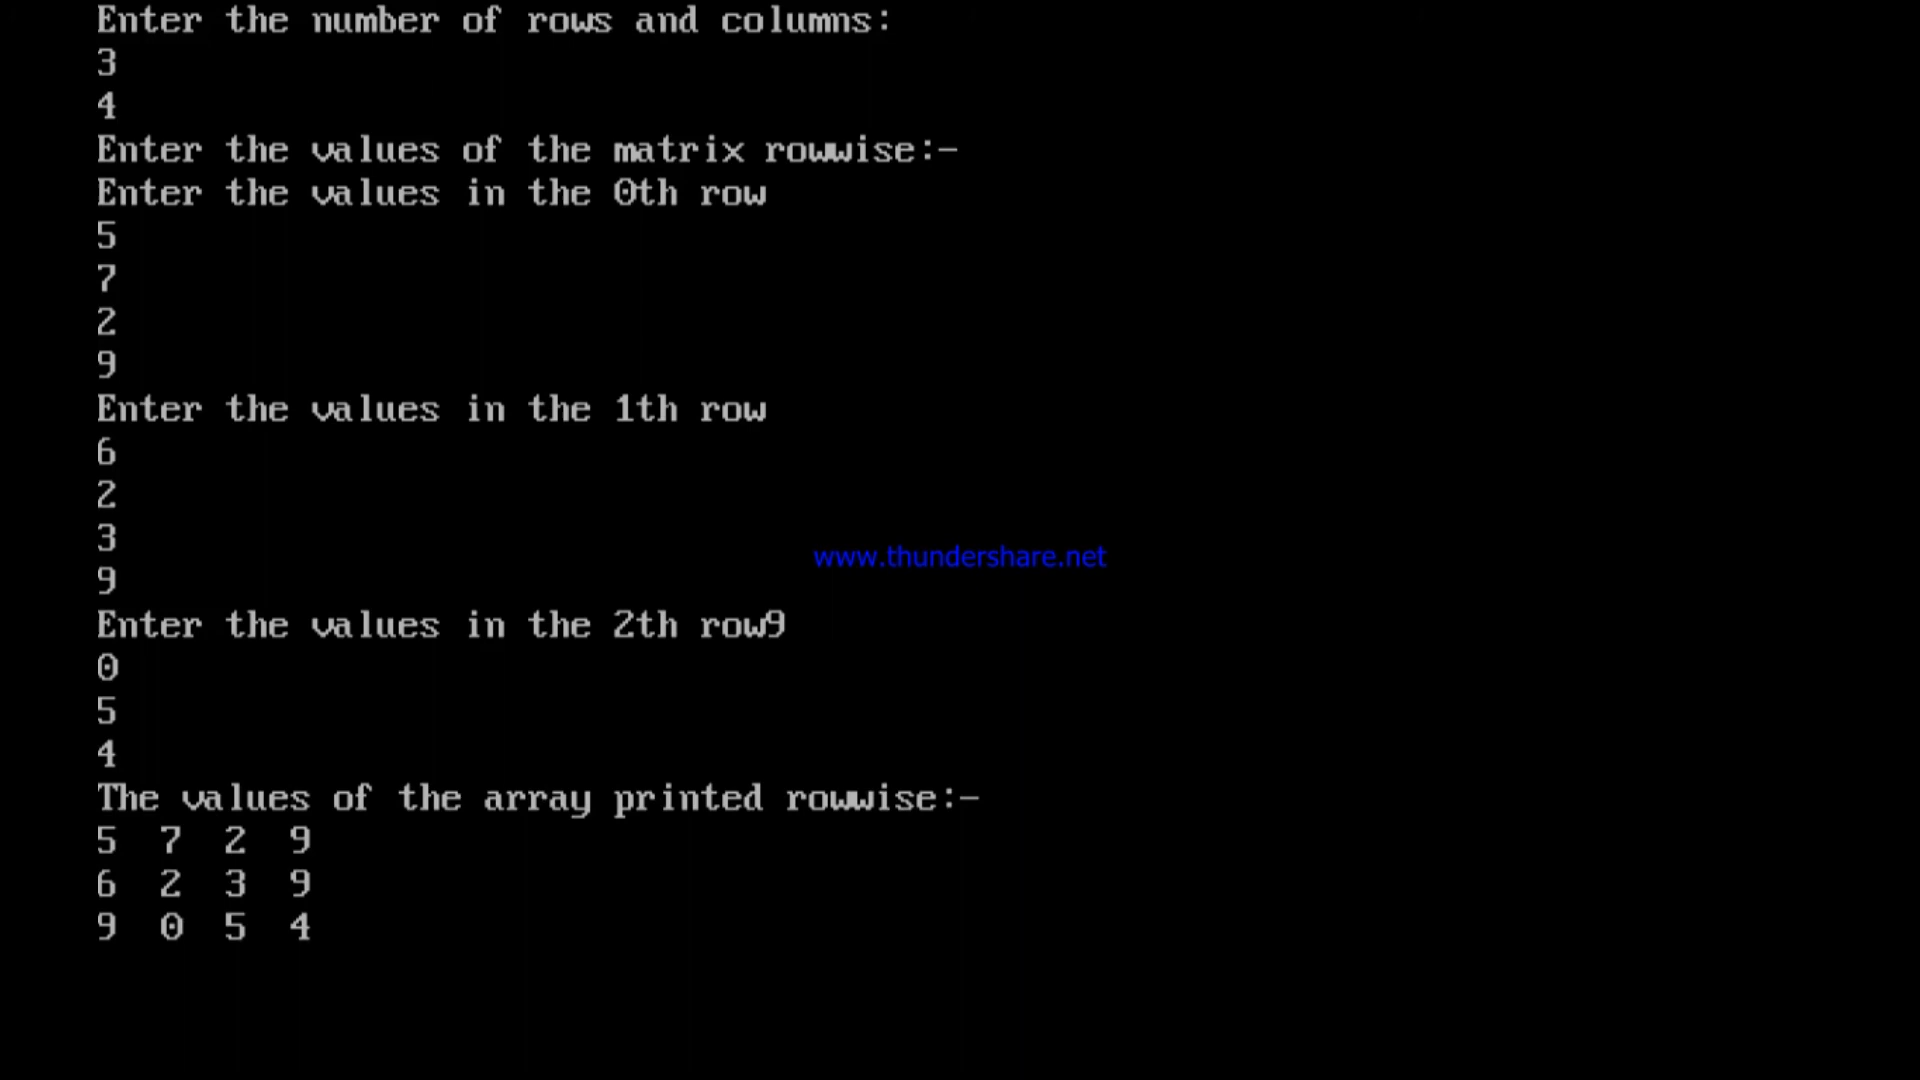 Enter the number of rows and columns:
3
4
Enter the values of the matrix rowwise:-
Enter the values in the 0th row
5
7
2
9
Enter the values in the 1th row
6
2
3
9
www.thundershare.net
Enter the values in the 2th row9
0
5
4
The values of the array printed rowwise:-
5 7 2 9
6 2 3 9
9 0 5 4